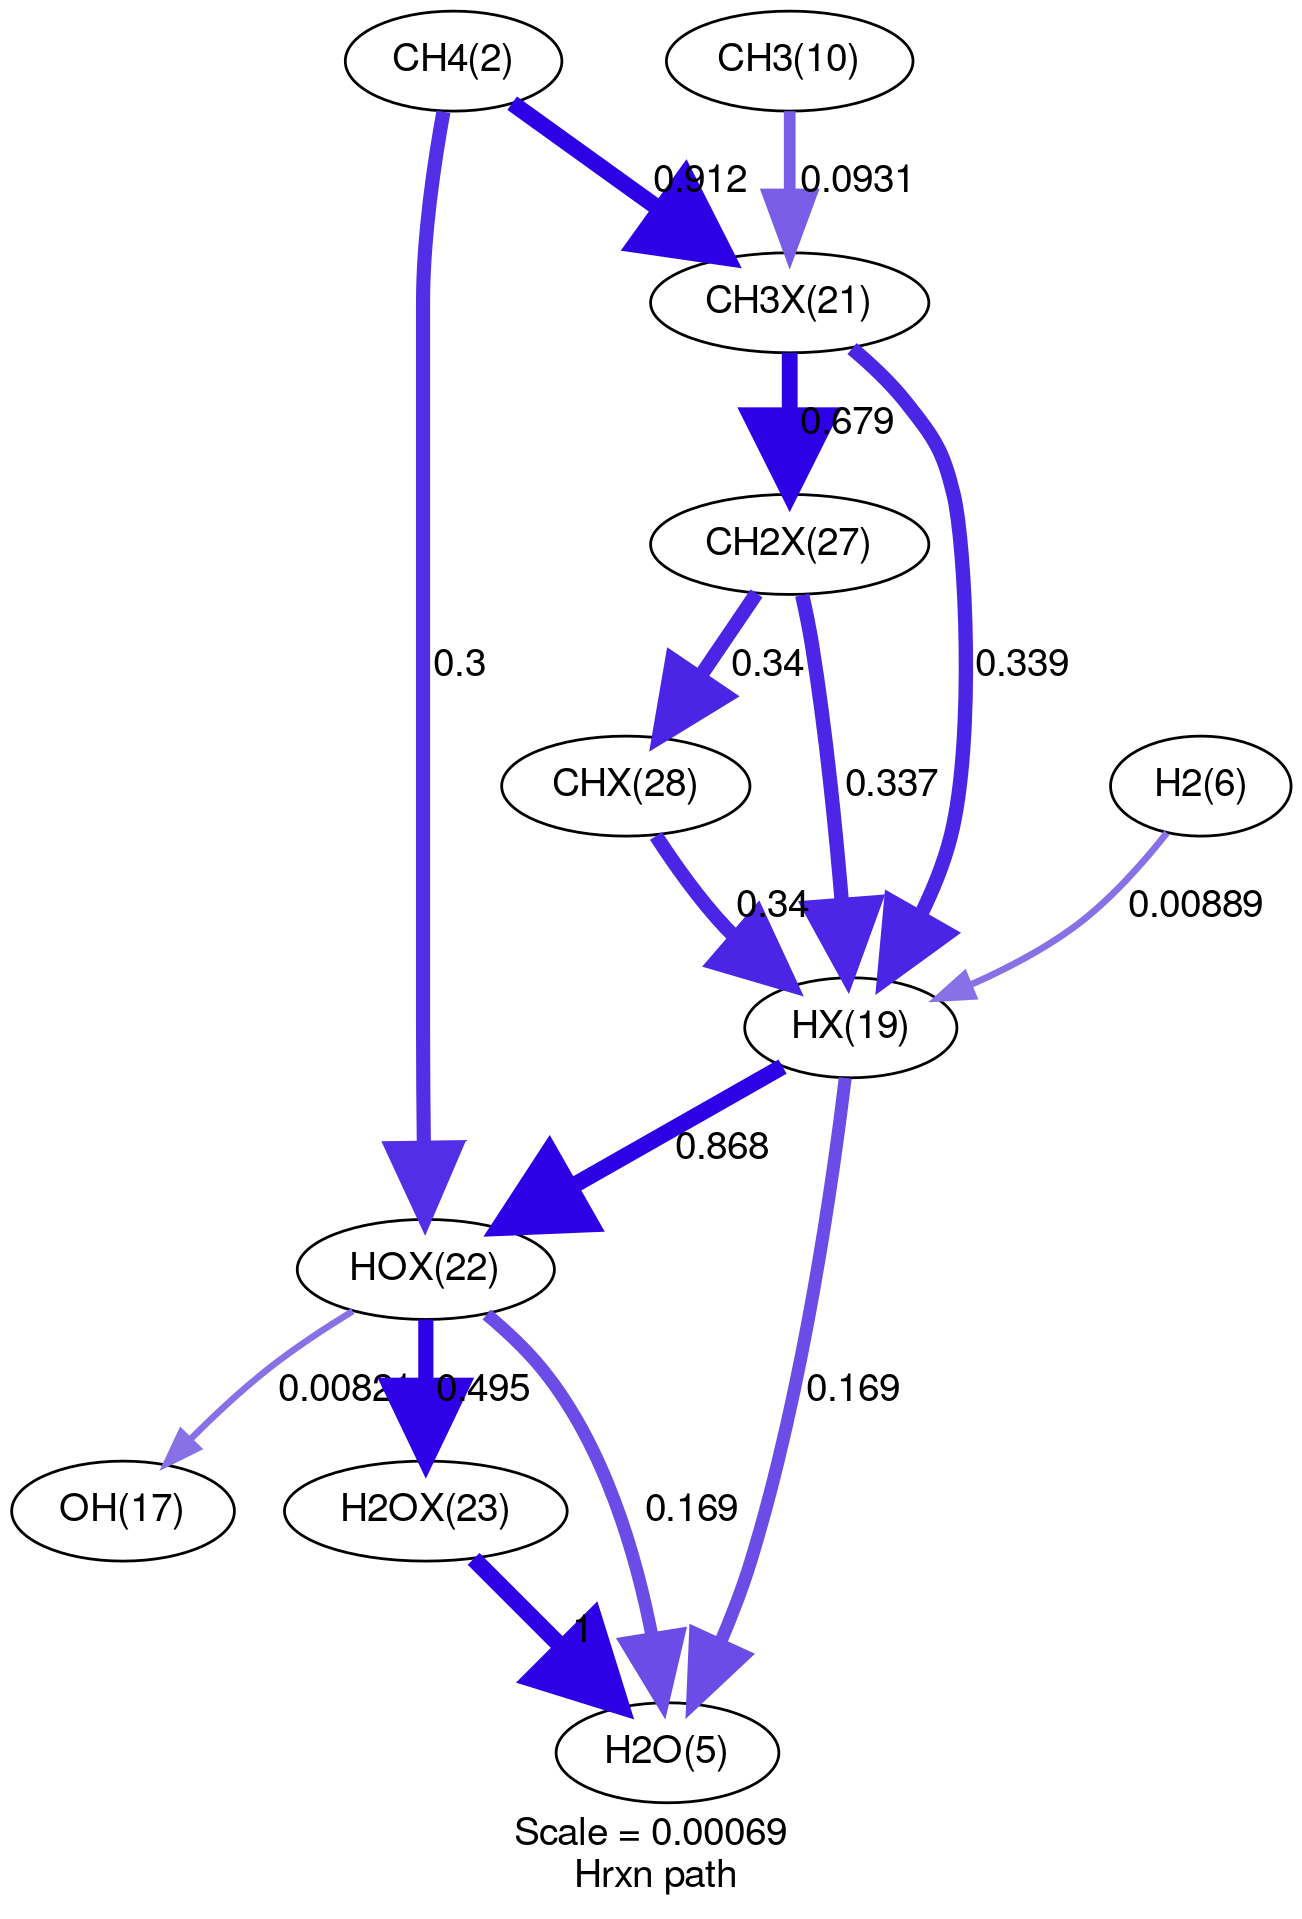 CH4(2)
CH3(10)
0.912
0.0931
CH3X(21)
0.679
CH2X(27)
0.3
0.34
0.339
CHX(28)
0.337
H2(6)
0.34
0.00889
HX(19)
0.868
HOX(22)
0.495
0.169
OH(17)
H2OX(23)
0.169
1
H2O(5)
Scale = 0.00069
Hrxn path